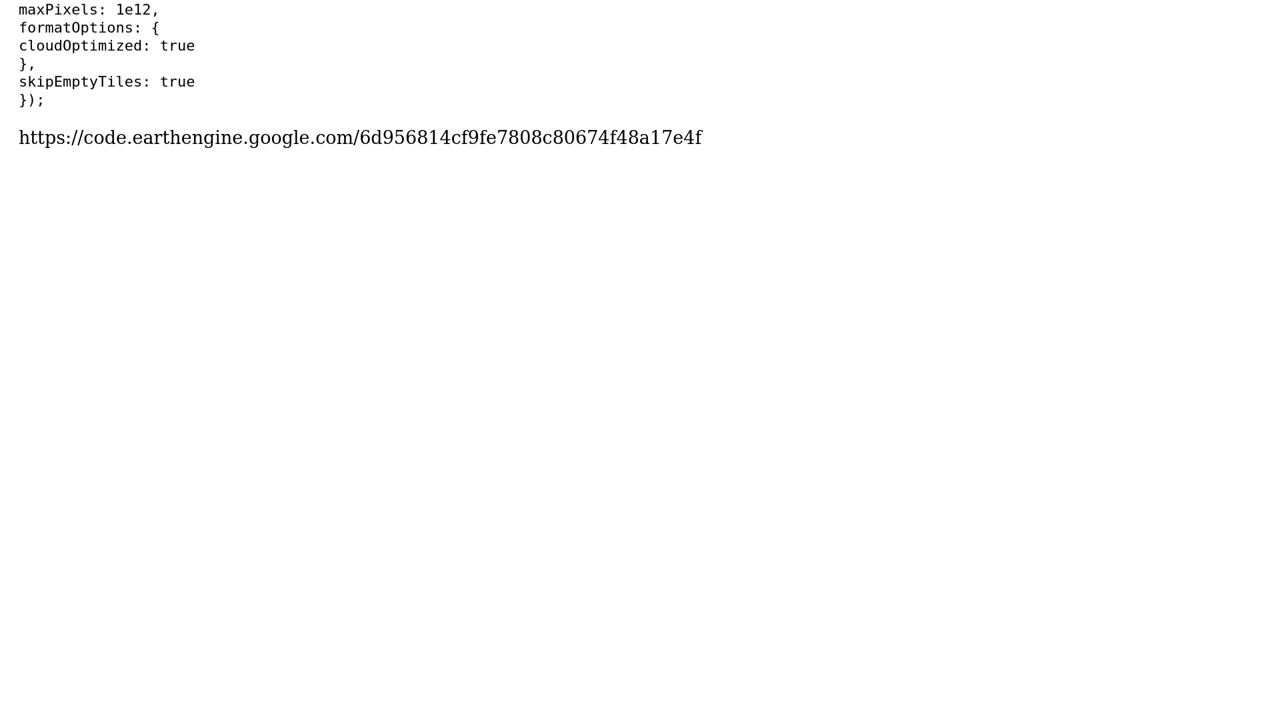 maxPixels: 1e12,
formatOptions: {
cloudOptimized: true
},
skipEmptyTiles: true
});
https://code.earthengine.google.com/6d956814cf9fe7808c80674f48a17e4f